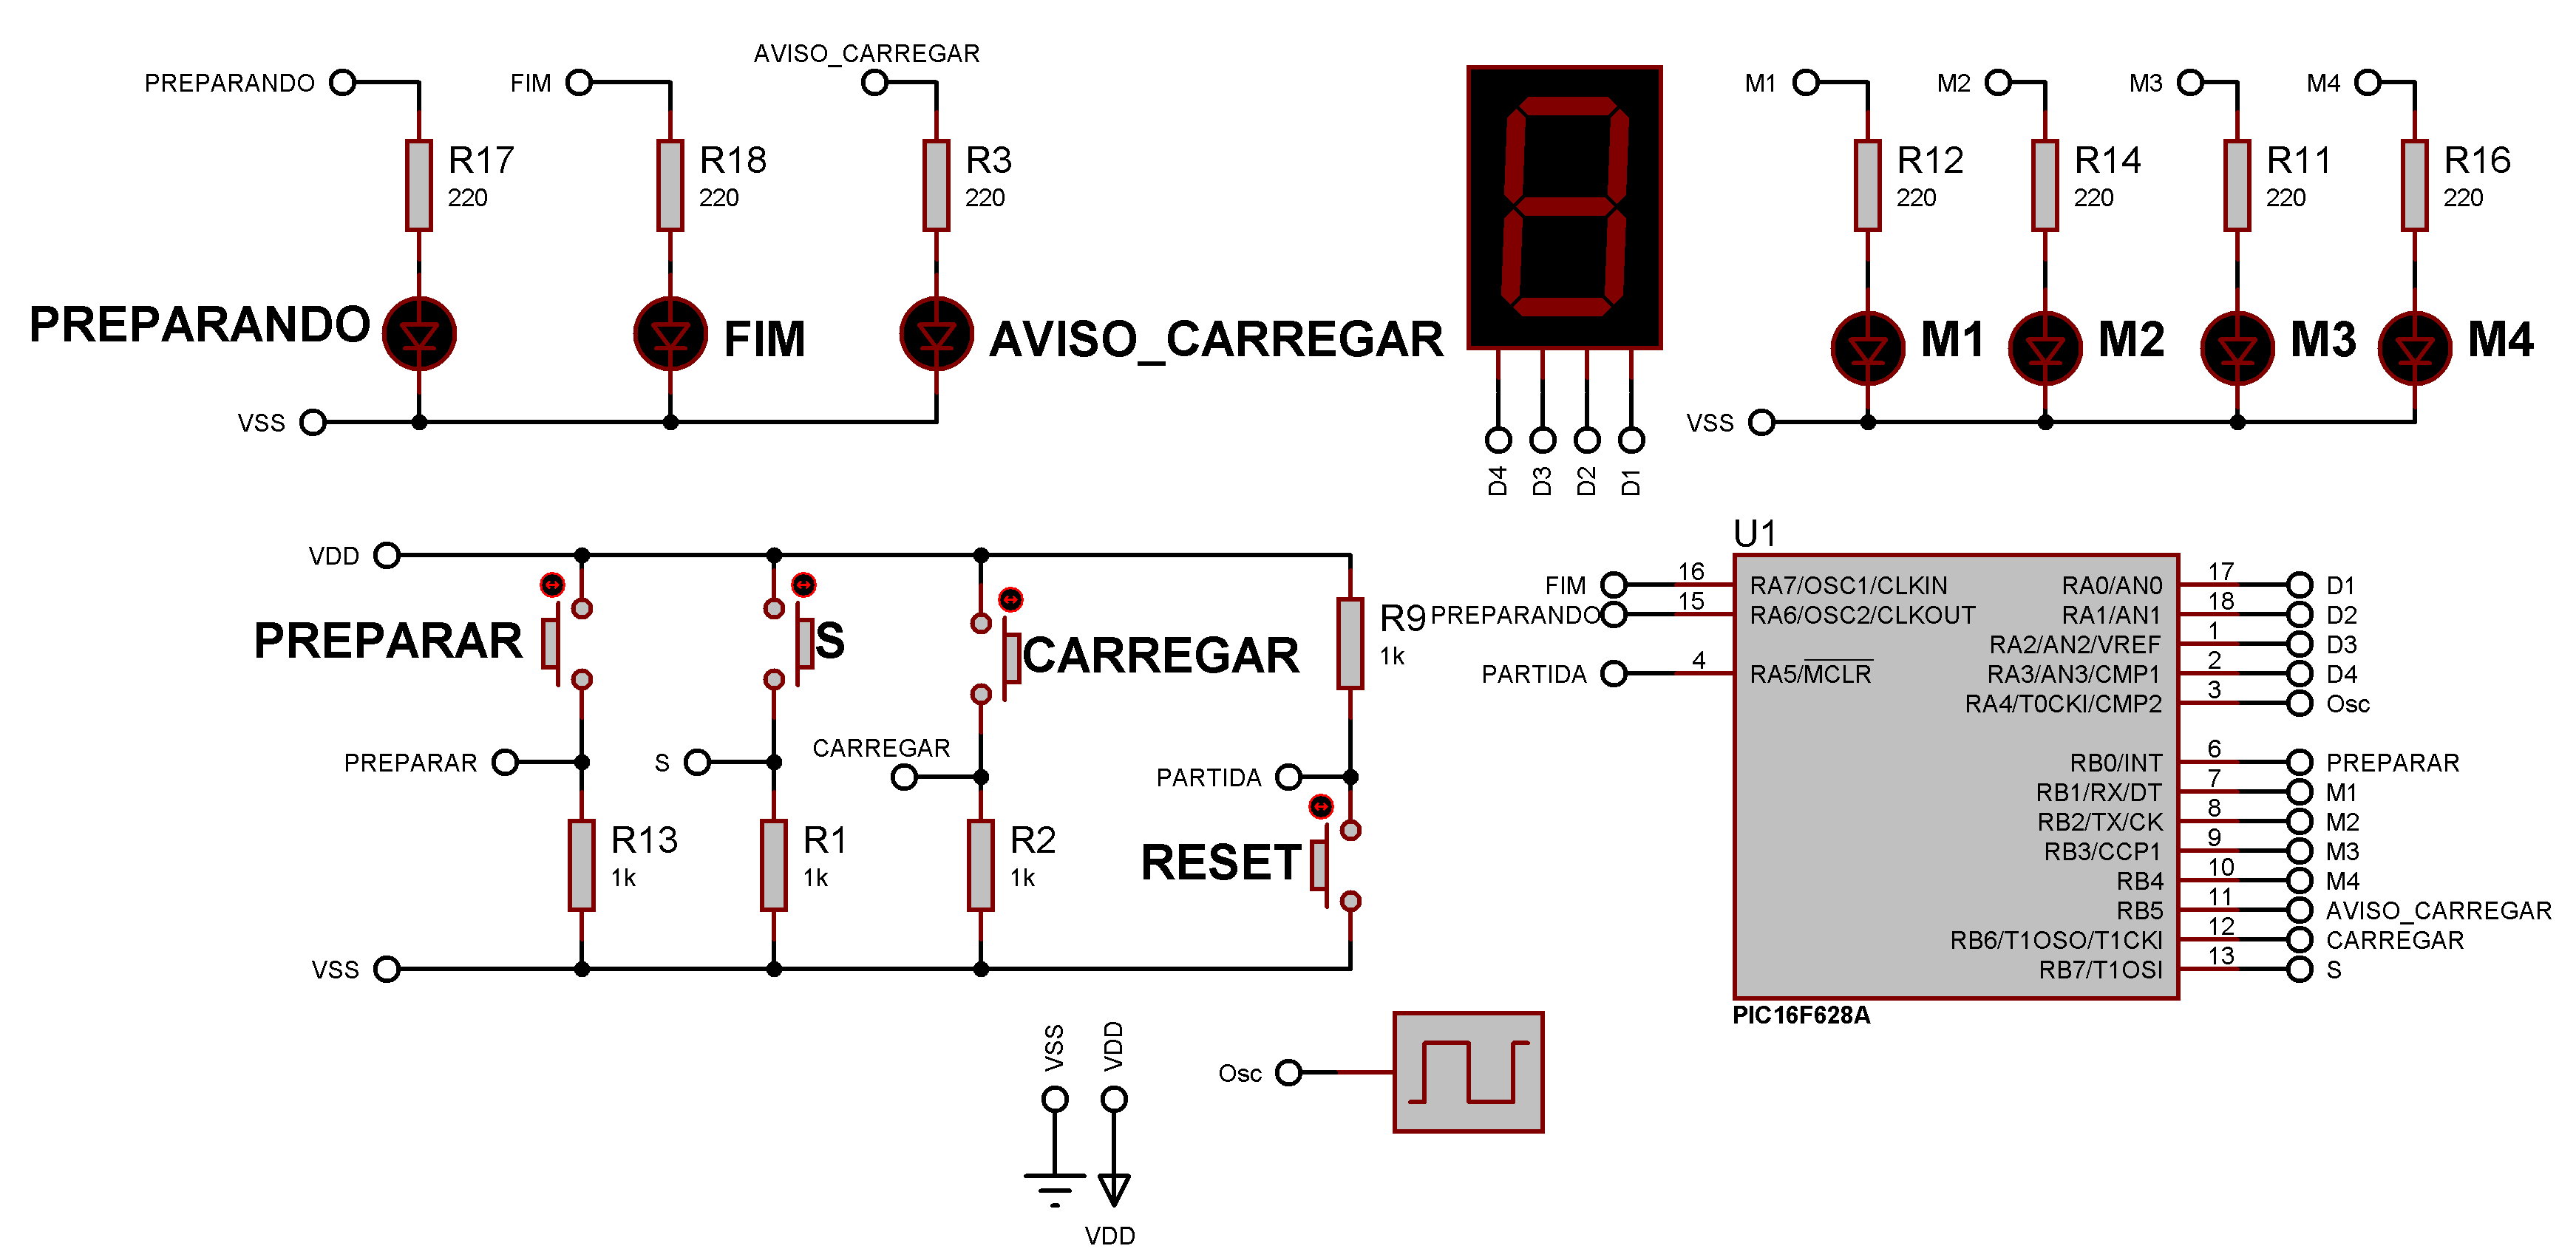 AVISO_CARREGAR
PREPARANDO
FIM
M1
M2
M3
M4
R17
220
R18
220
R3
220
R12
220
R14
220
R11
220
R16
220
PREPARANDO
FIM
AVISO_CARREGAR
M1
M2
M3
M4
VSS
VSS
D4
D3
D2
D1
VDD
PREPARAR
S
CARREGAR
R9
1k
PREPARAR
S
CARREGAR
PARTIDA
R13
1k
R1
1k
R2
1k
RESET
VSS
U1
FIM
16
RA7/OSC1/CLKIN
RA0/AN0
17
D1
PREPARANDO
15
RA6/OSC2/CLKOUT
RA1/AN1
18
D2
RA2/AN2/VREF
1
D3
PARTIDA
4
RA5/MCLR
RA3/AN3/CMP1
2
D4
RA4/T0CKI/CMP2
3
Osc
RB0/INT
6
PREPARAR
RB1/RX/DT
7
M1
RB2/TX/CK
8
M2
RB3/CCP1
9
M3
RB4
10
M4
RB5
11
AVISO_CARREGAR
RB6/T1OSO/T1CKI
12
CARREGAR
RB7/T1OSI
13
S
PIC16F628A
VSS
VDD
Osc
VDD